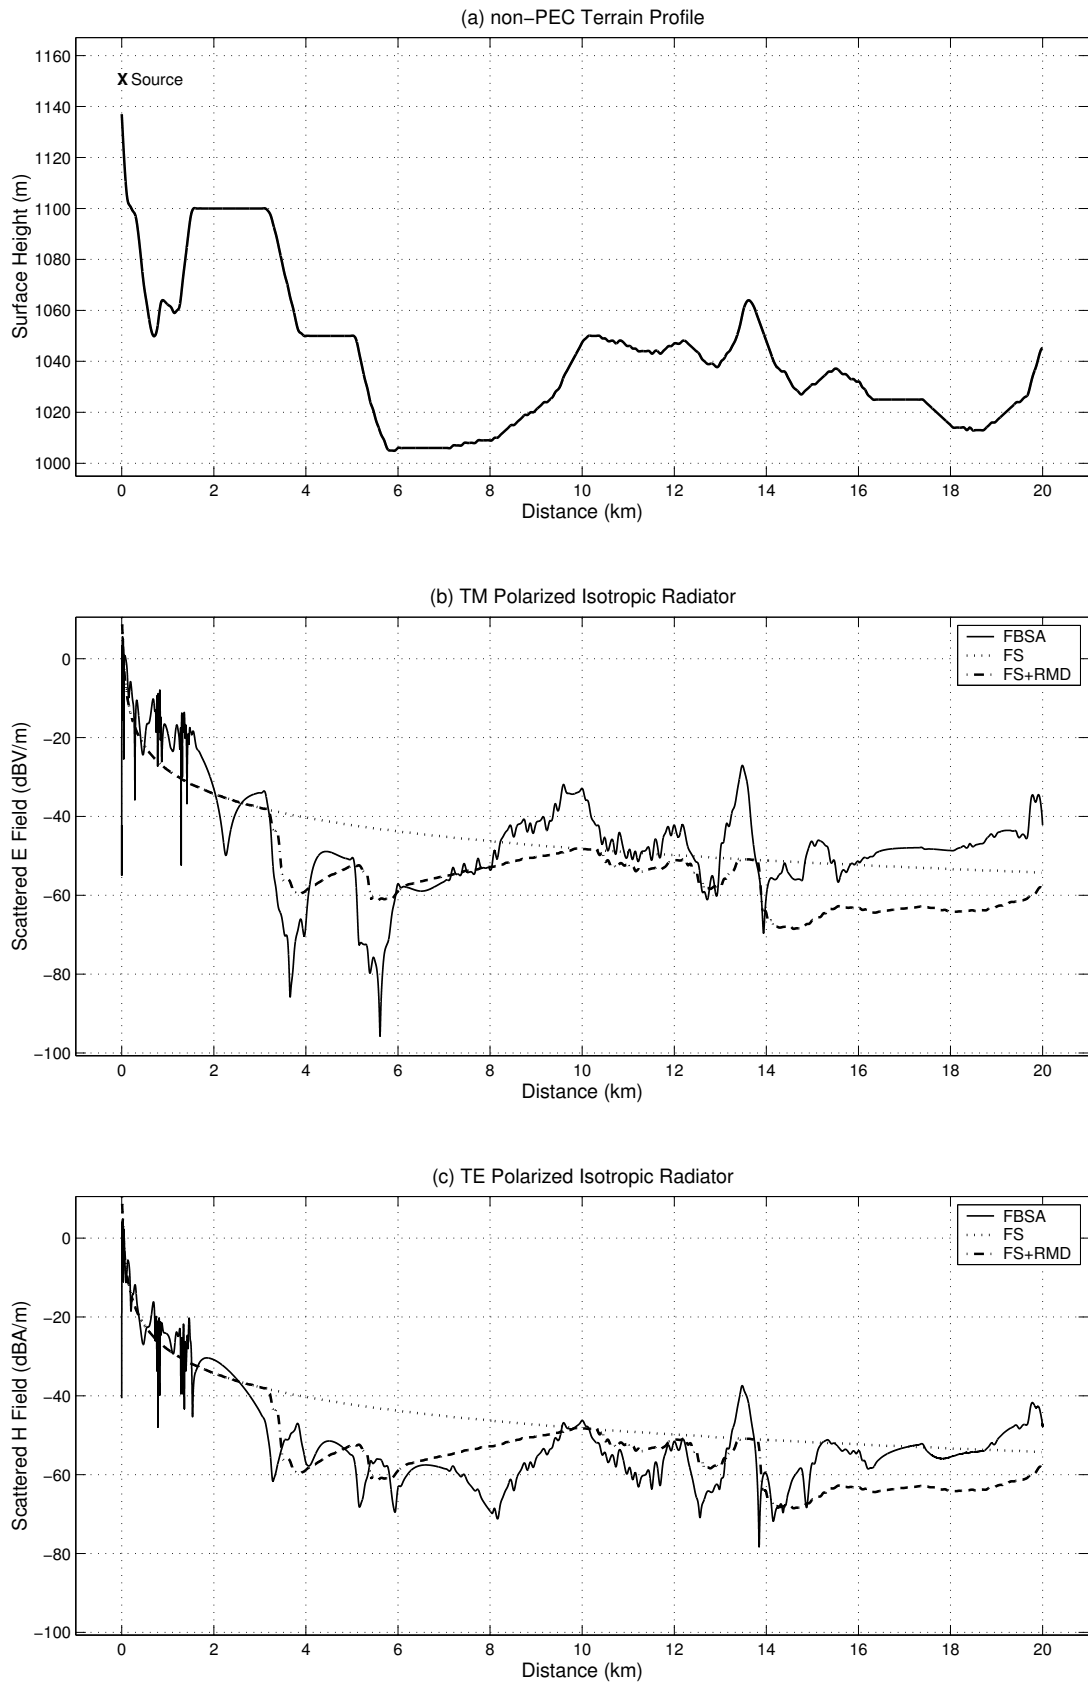 (a) non−PEC Terrain Profile
1160
1140
1120
1100
1080
1060
1040
1020
1000
X Source
Surface Height (m)
0 2 4 6 8 10 12 14 16 18 20
Distance (km)
(b) TM Polarized Isotropic Radiator
0
−20
−40
−60
−80
−100
FBSA
FS
FS+RMD
Scattered E Field (dBV/m)
0 2 4 6 8 10 12 14 16 18 20
Distance (km)
(c) TE Polarized Isotropic Radiator
0
−20
−40
−60
−80
−100
FBSA
FS
FS+RMD
Scattered H Field (dBA/m)
0 2 4 6 8 10 12 14 16 18 20
Distance (km)